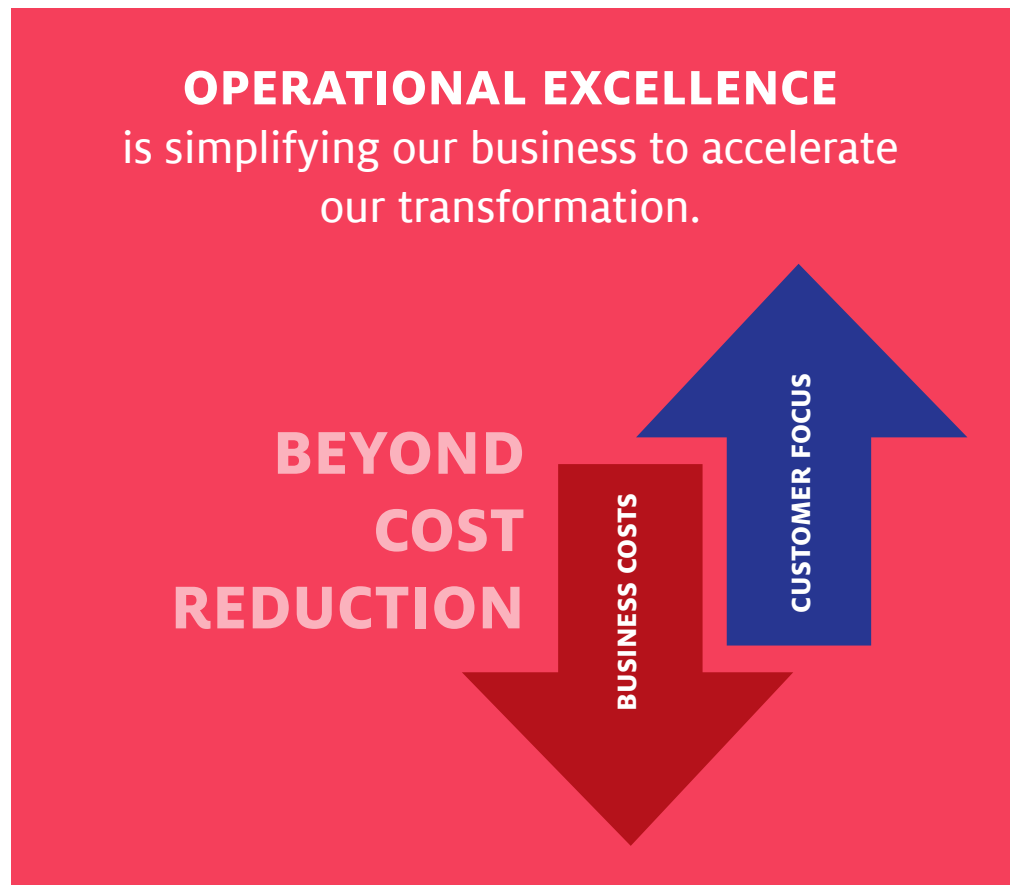 OPERATIONAL EXCELLENCE
is simplifying our business to accelerate
our transformation.
BEYOND
COST
REDUCTION
BUSINESS COSTS
CUSTOMER FOCUS